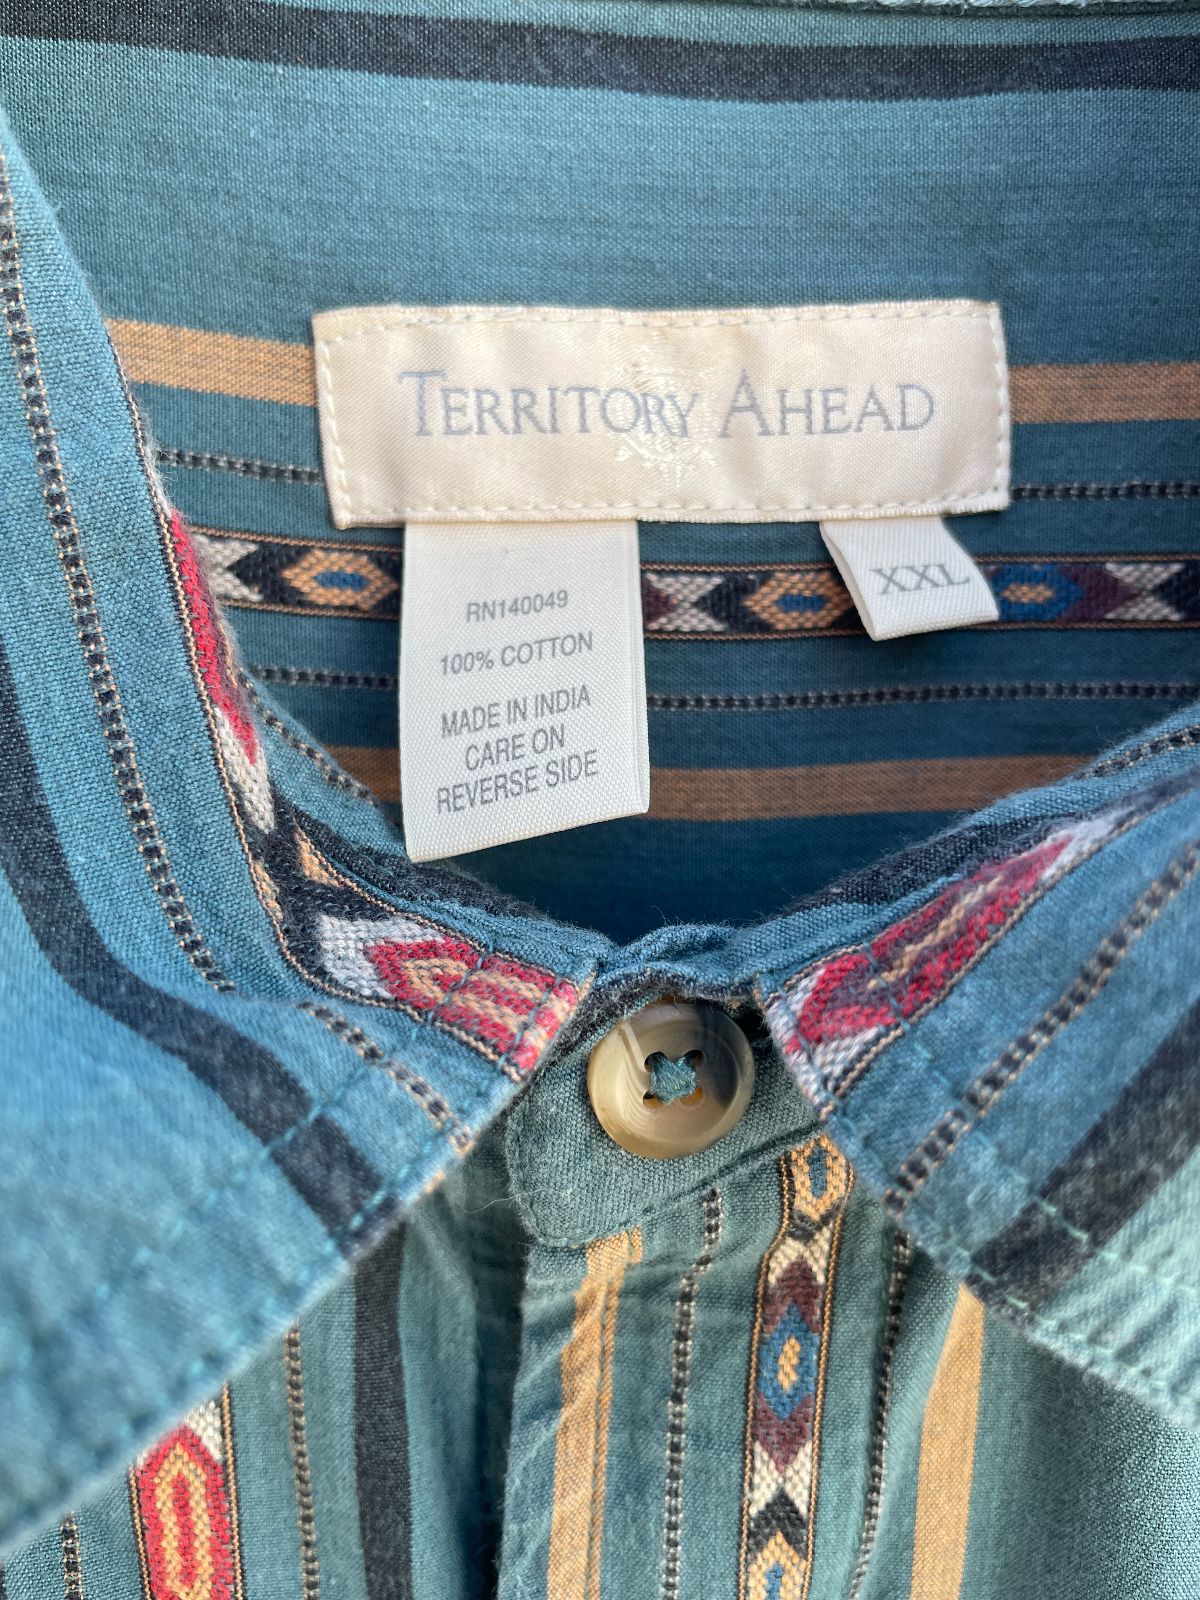 TERRITORY AHEAD
XXL
RN140049
100% COTTON
MADE IN INDIA
CARE ON
REVERSE SIDE